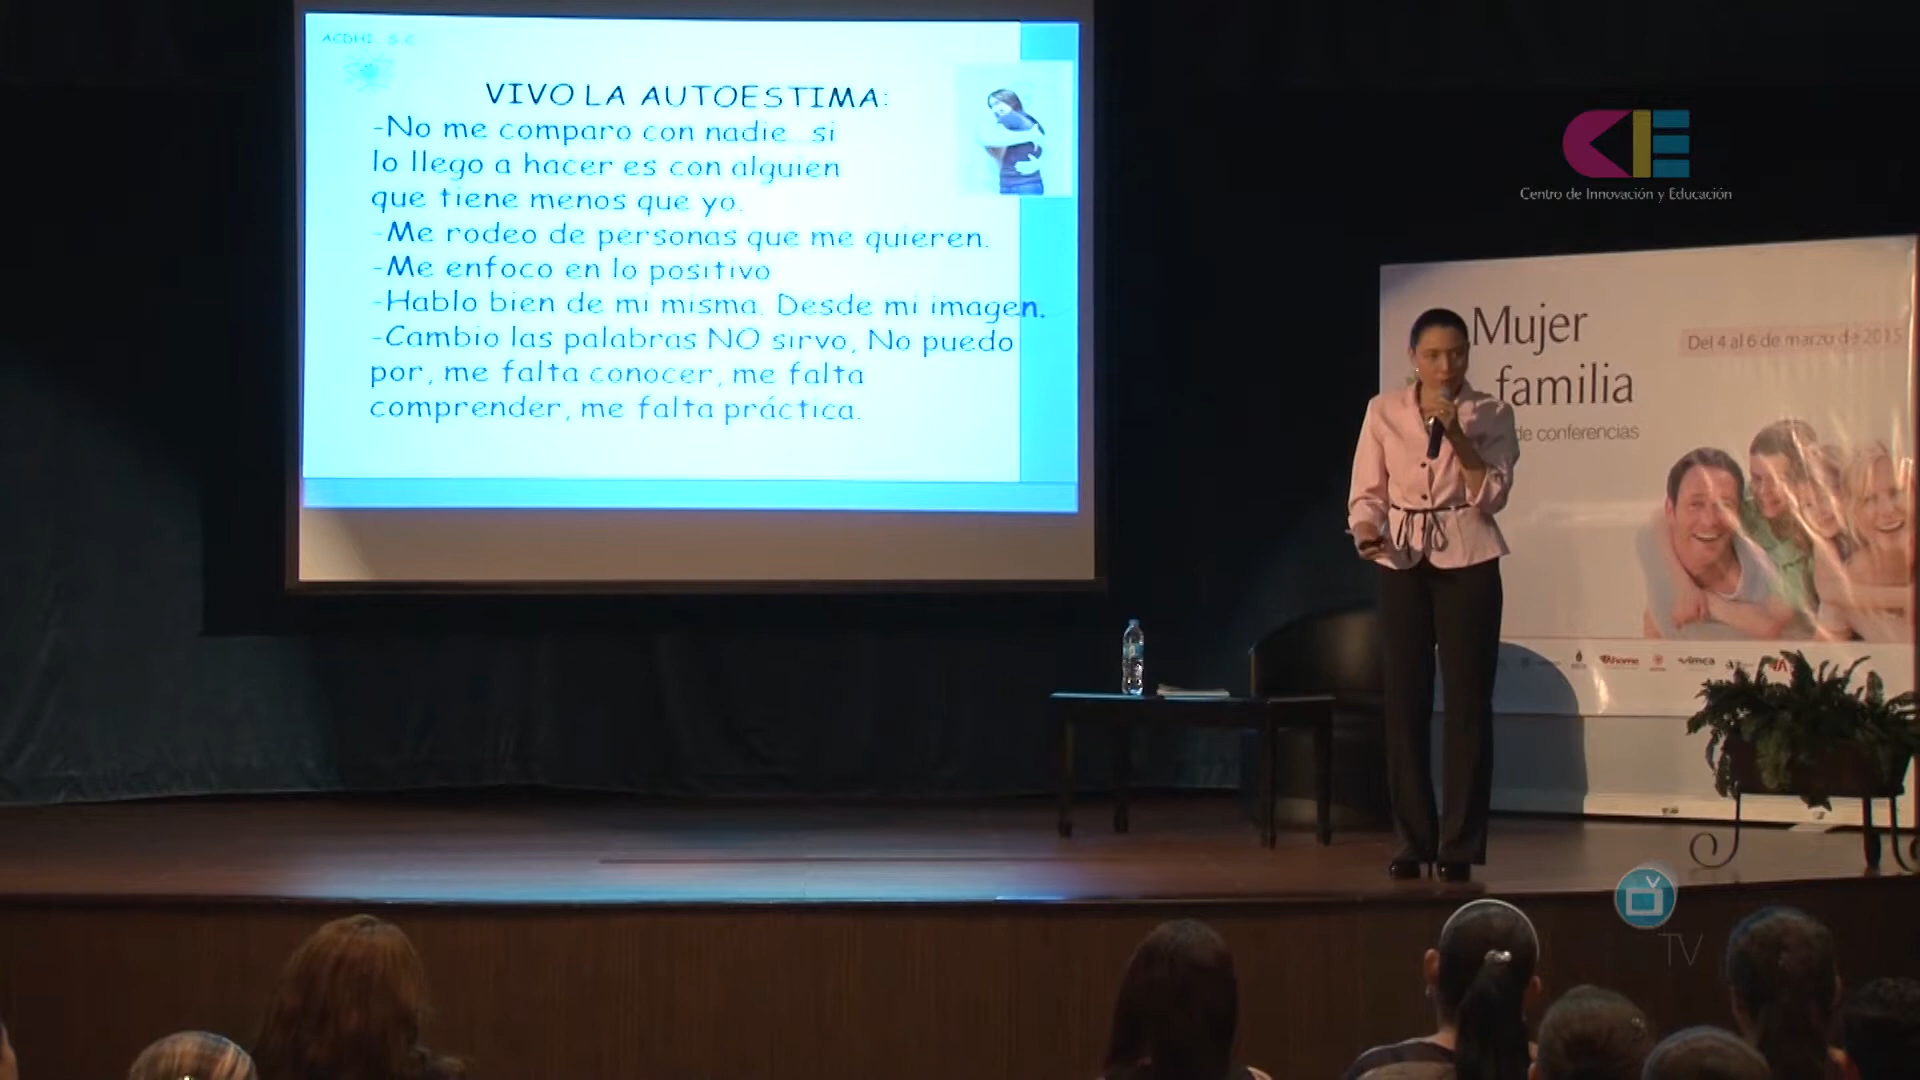 ACDHI S.C
VIVO LA AUTOESTIMA:
-No me comparo con nadie...si
lo llego a hacer es con alguien
que tiene menos que yo.
-Me rodeo de personas que me quieren.
-Me enfoco en lo positivo
-Hablo bien de mi misma. Desde mi imagen.
-Cambio las palabras NO sirvo, No puedo
por, me falta conocer, me falta
comprender, me falta práctica.
CIE
Centro de Innovación y Educación
Mujer
familia
Del 4 al 6 de marzo de 2015
de conferencias
Ahome
TV